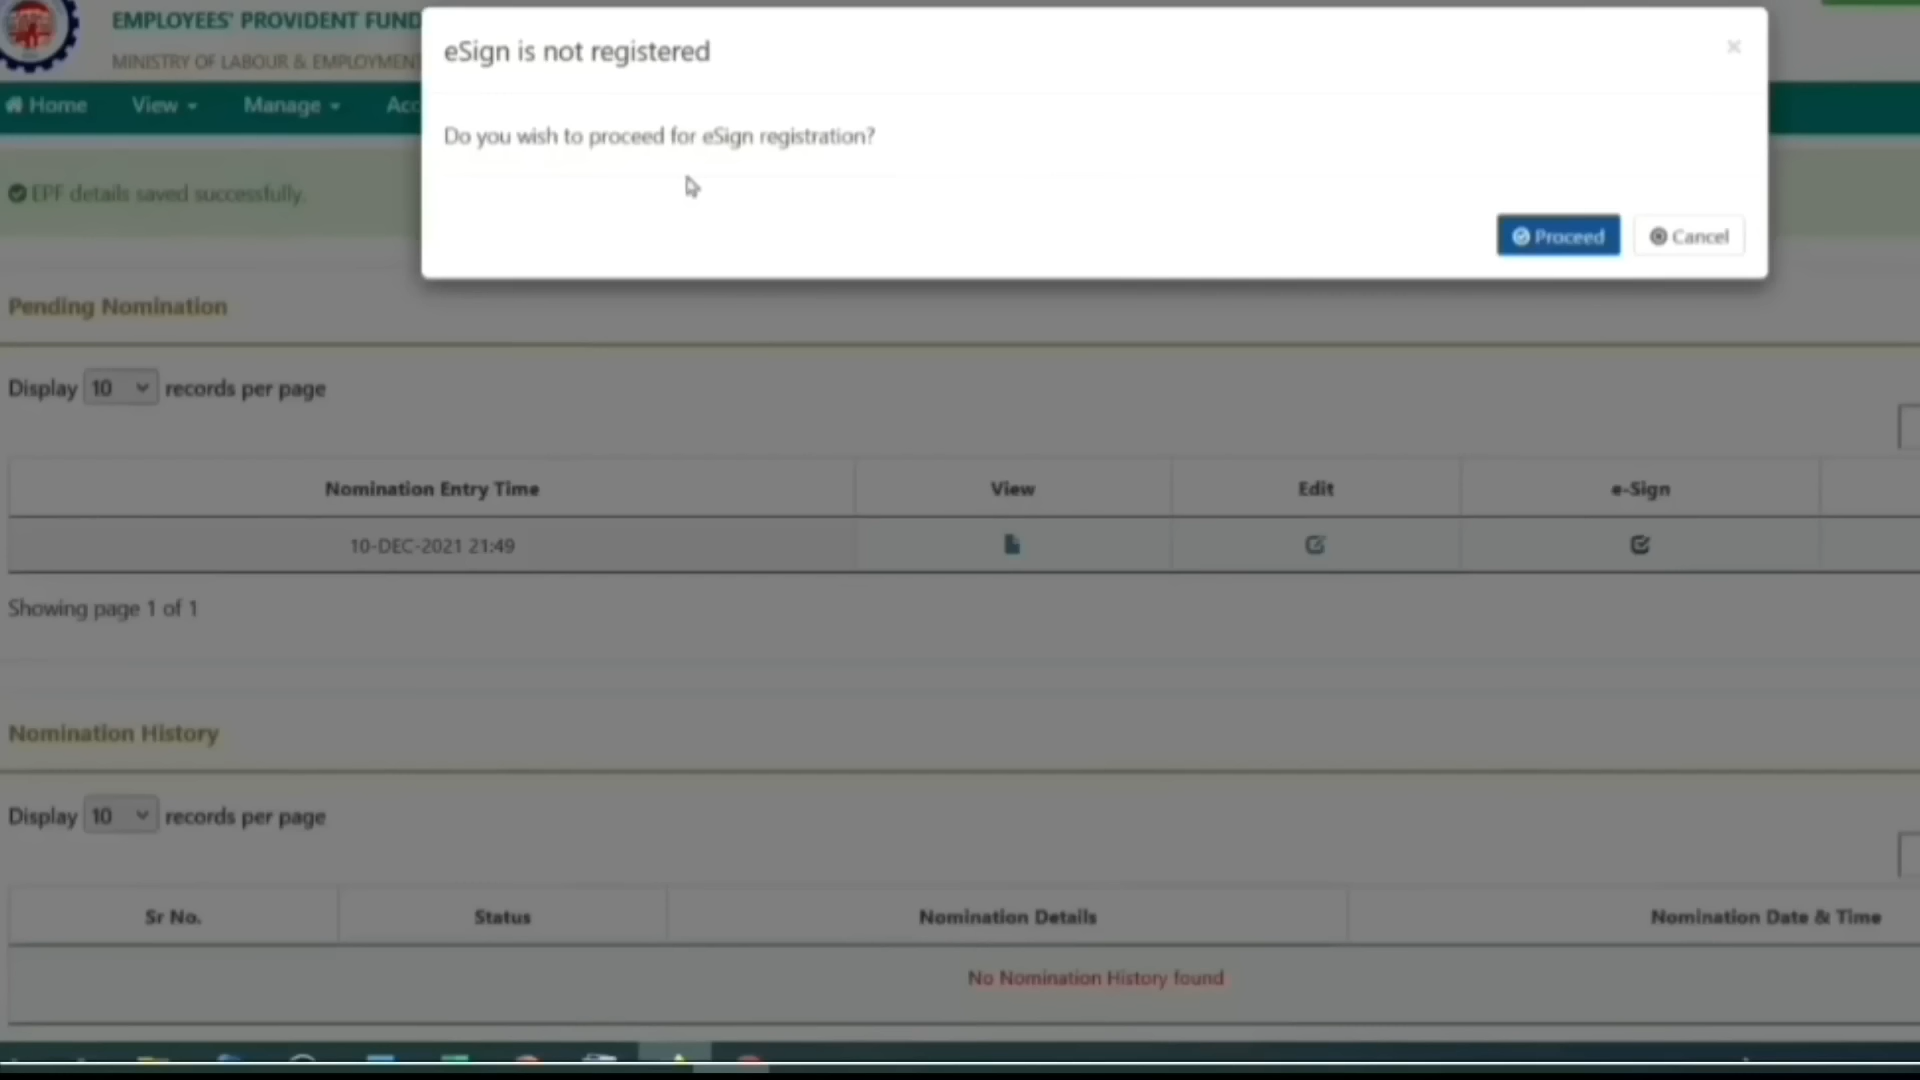 EMPLOYEES' PROVIDENT FUND
MINISTRY OF LABOUR & EMPLOYMENT
Home View Manage
eSign is not registered
×
Do you wish to proceed for eSign registration?
Proceed Cancel
EPF details saved successfully.
Pending Nomination
Display 10 records per page
Nomination Entry Time View Edit e-Sign
10-DEC-2021 21:49
Showing page 1 of 1
Nomination History
Display 10 records per page
Sr No. Status Nomination Details Nomination Date & Time
No Nomination History found